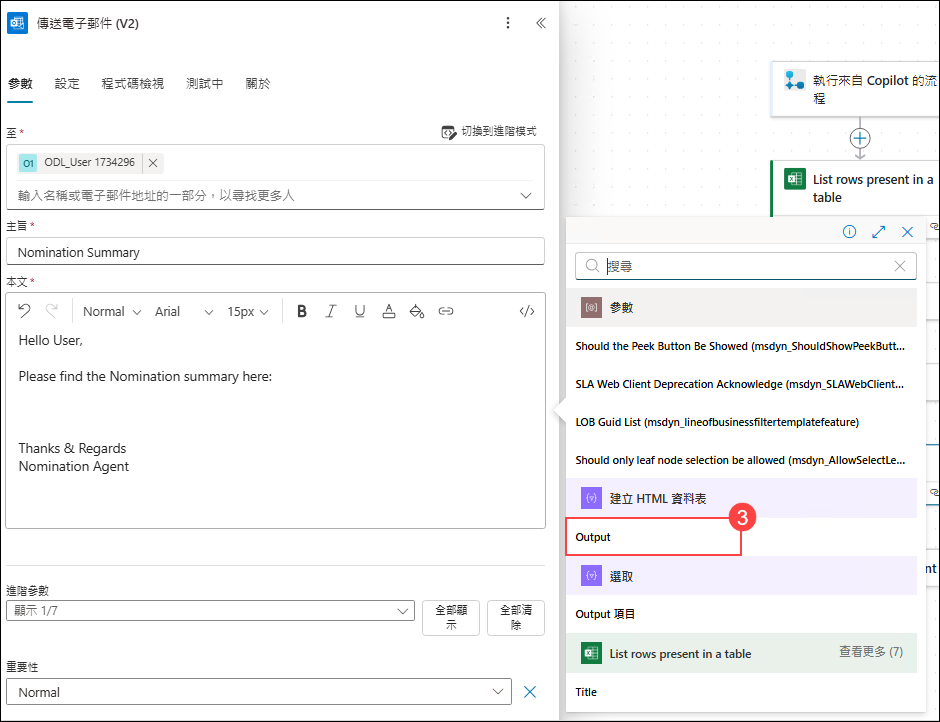 傳送電子郵件 (V2)
參數 設定 程式碼檢視 測試中 關於
至*
切換到進階模式
O1 ODL_User 1734296
輸入名稱或電子郵件地址的一部分，以尋找更多人
主旨*
Nomination Summary
本文*
Normal Arial 15px B I U A </>
Hello User,
Please find the Nomination summary here:
Thanks & Regards
Nomination Agent
進階參數
顯示 1/7
全部顯
示
全部清
除
重要性
Normal
執行來自 Copilot 的流
程
List rows present in a
table
搜尋
參數
Should the Peek Button Be Showed (msdyn_ShouldShowPeekButt...
SLA Web Client Deprecation Acknowledge (msdyn_SLAWebClient...
LOB Guid List (msdyn_lineofbusinessfiltertemplatefeature)
Should only leaf node selection be allowed (msdyn_AllowSelectLe...
建立 HTML 資料表
3
Output
選取
Output 項目
List rows present in a table
查看更多 (7)
Title
nt